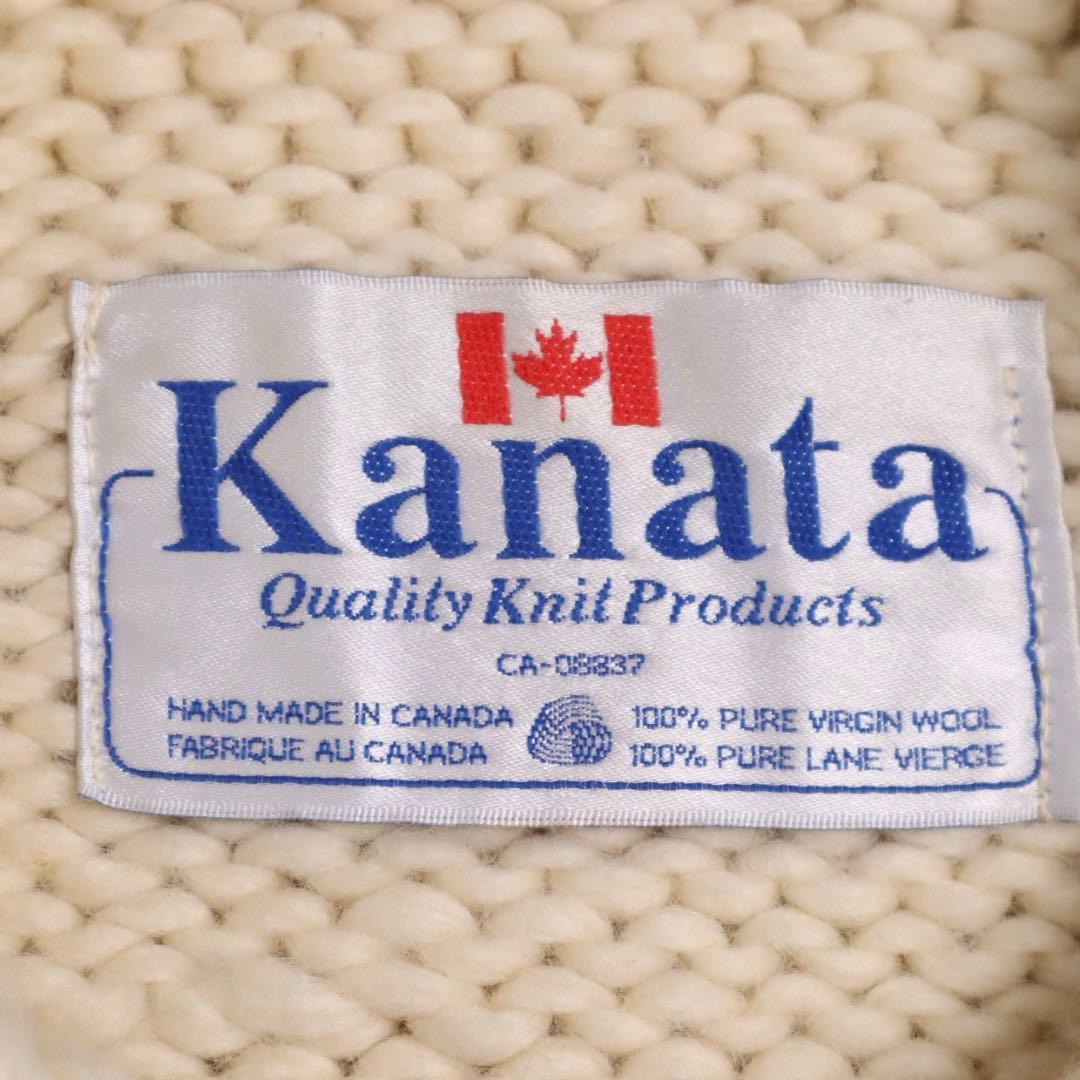 Kanata
Quality Knit Products
CA-08837
HAND MADE IN CANADA
FABRIQUE AU CANADA
100% PURE VIRGIN WOOL
100% PURE LANE VIERGE